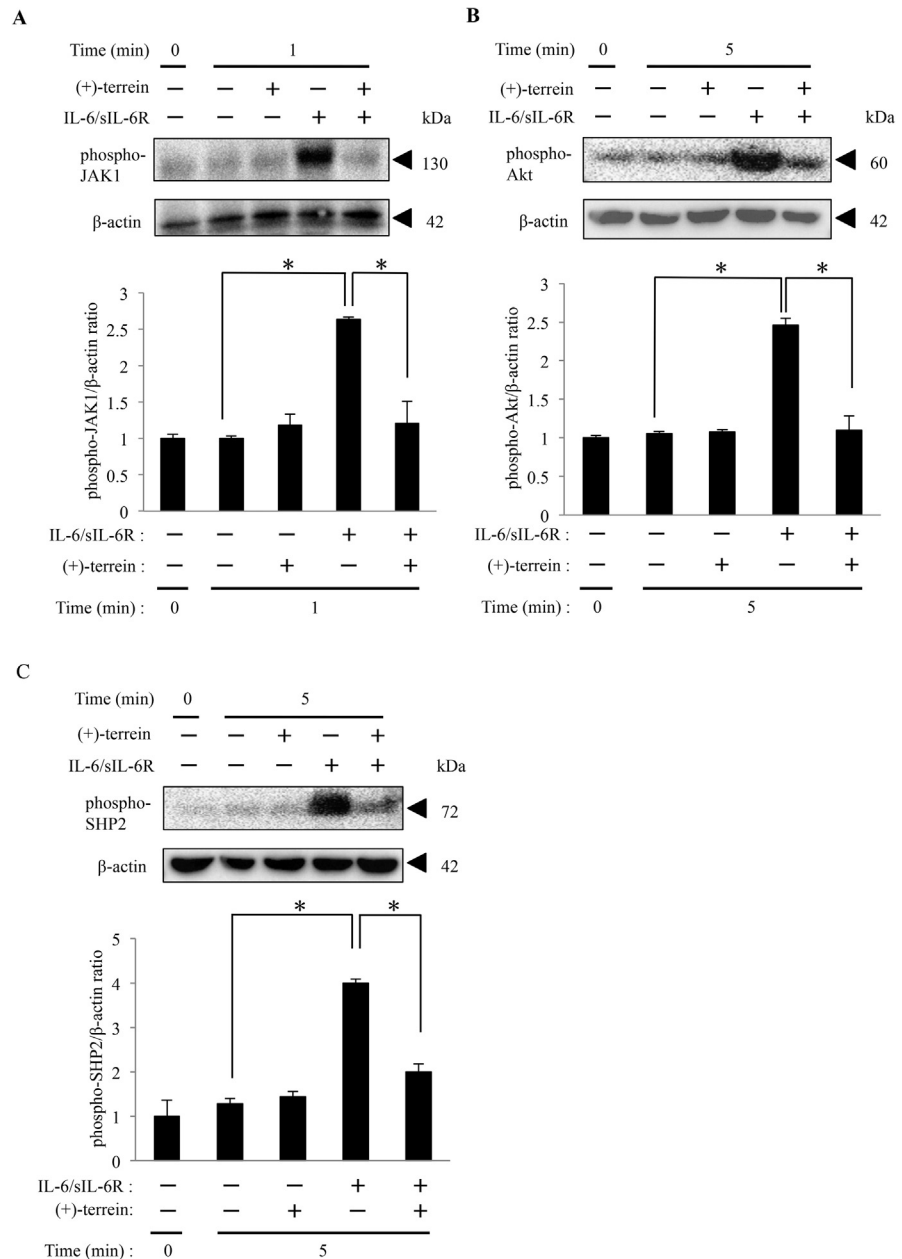 A
Time (min) 0 1
(+)-terrein − − + − +
IL-6/sIL-6R − − − + + kDa
phospho-
JAK1 130
β-actin 42
* *
phospho-JAK1/β-actin ratio
3
2.5
2
1.5
1
0.5
0
IL-6/sIL-6R : − − − + +
(+)-terrein : − − + − +
Time (min) : 0 1
B
Time (min) 0 5
(+)-terrein − − + − +
IL-6/sIL-6R − − − + + kDa
phospho-
Akt 60
β-actin 42
* *
phospho-Akt/β-actin ratio
3
2.5
2
1.5
1
0.5
0
IL-6/sIL-6R : − − − + +
(+)-terrein : − − + − +
Time (min) : 0 5
C
Time (min) 0 5
(+)-terrein − − + − +
IL-6/sIL-6R − − − + + kDa
phospho-
SHP2 72
β-actin 42
* *
phospho-SHP2/β-actin ratio
5
4
3
2
1
0
IL-6/sIL-6R : − − − + +
(+)-terrein: − − + − +
Time (min) : 0 5